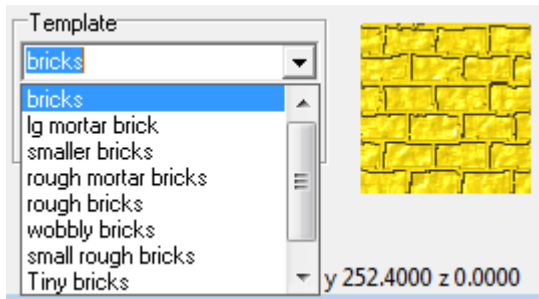 Template
bricks
bricks
lg mortar brick
smaller bricks
rough mortar bricks
rough bricks
wobbly bricks
small rough bricks
Tiny bricks
y 252.4000 z 0.0000